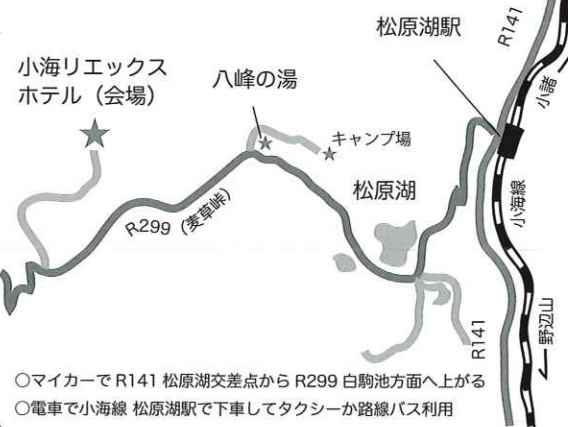 松原湖駅
R141
小諸
小海リエックス
ホテル（会場）
八峰の湯
キャンプ場
松原湖
小海線
R299（麦草峠）
野辺山
R141
○マイカーで R141 松原湖交差点から R299 白駒池方面へ上がる
○電車で小海線 松原湖駅で下車してタクシーか路線バス利用